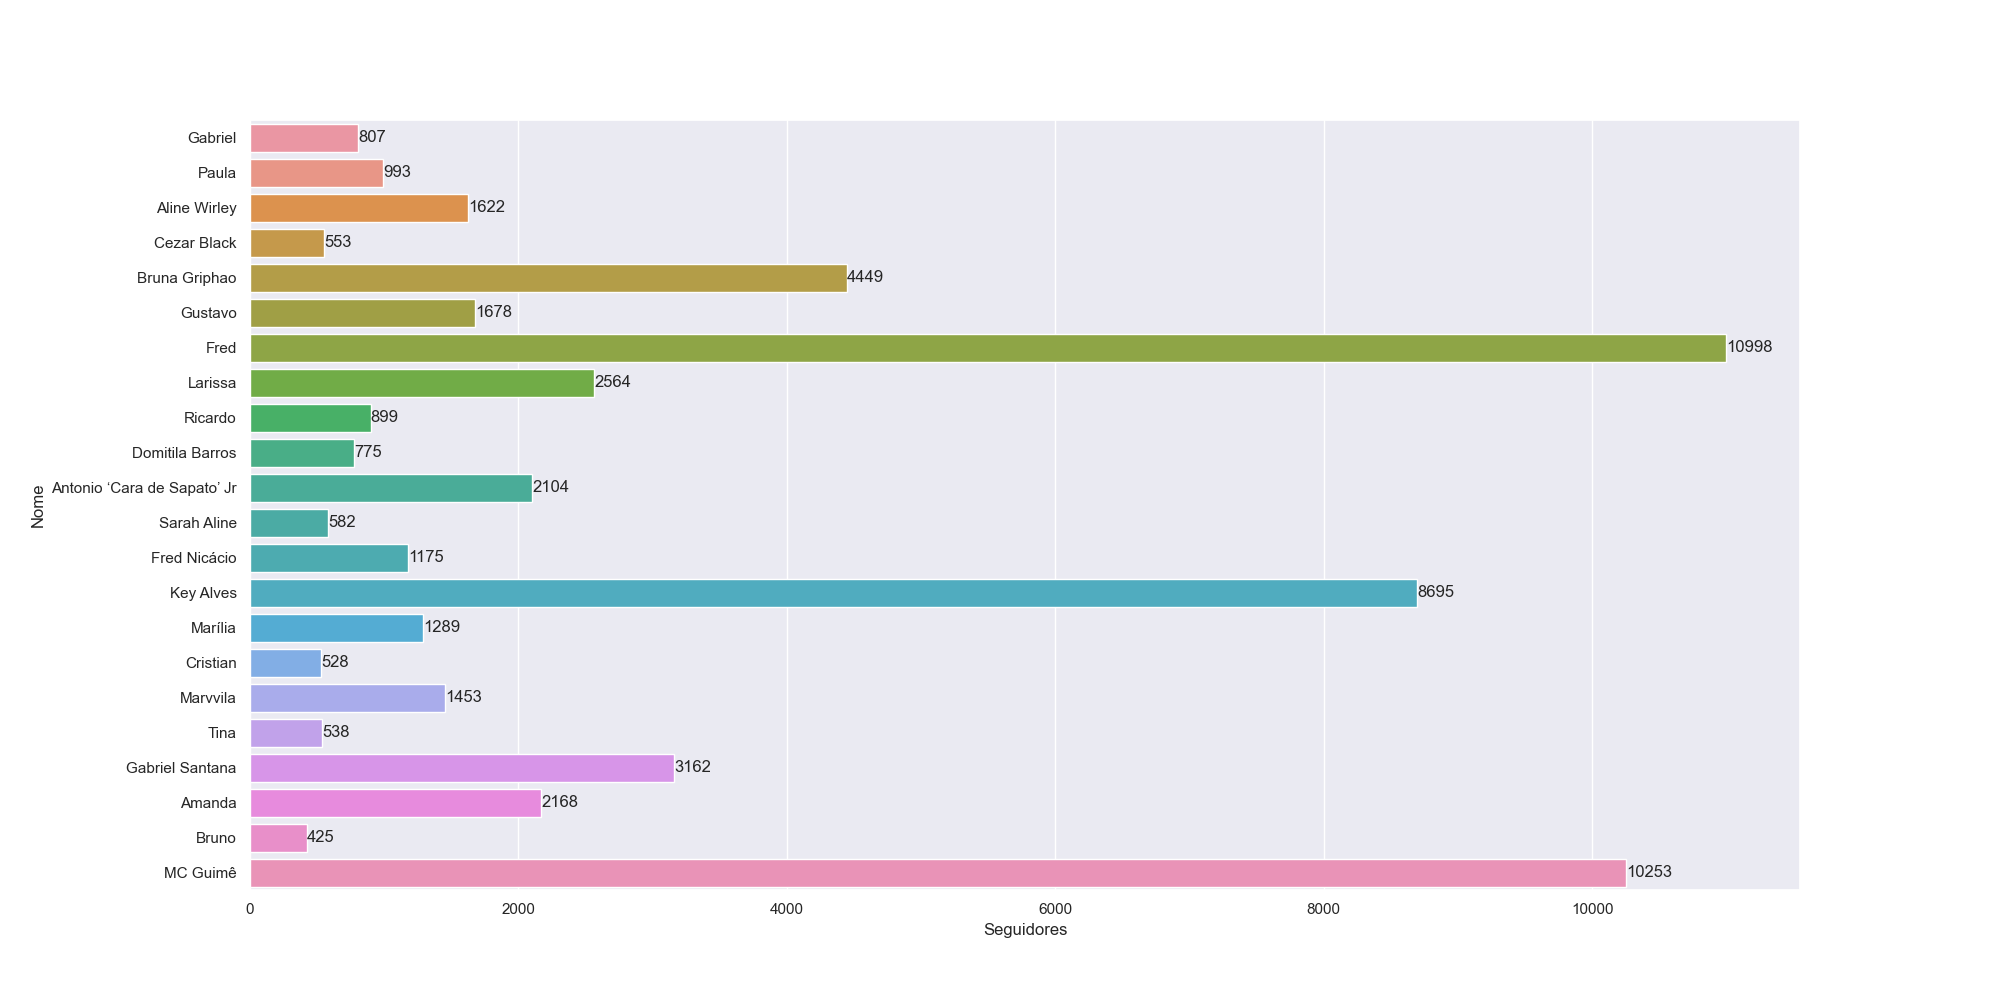 Gabriel 807
Paula 993
Aline Wirley 1622
Cezar Black 553
Bruna Griphao 4449
Gustavo 1678
Fred 10998
Larissa 2564
Ricardo 899
Domitila Barros 775
Antonio ‘Cara de Sapato’ Jr 2104
Sarah Aline 582
Fred Nicácio 1175
Key Alves 8695
Marília 1289
Cristian 528
Marvvila 1453
Tina 538
Gabriel Santana 3162
Amanda 2168
Bruno 425
MC Guimê 10253
Nome
0 2000 4000 6000 8000 10000
Seguidores